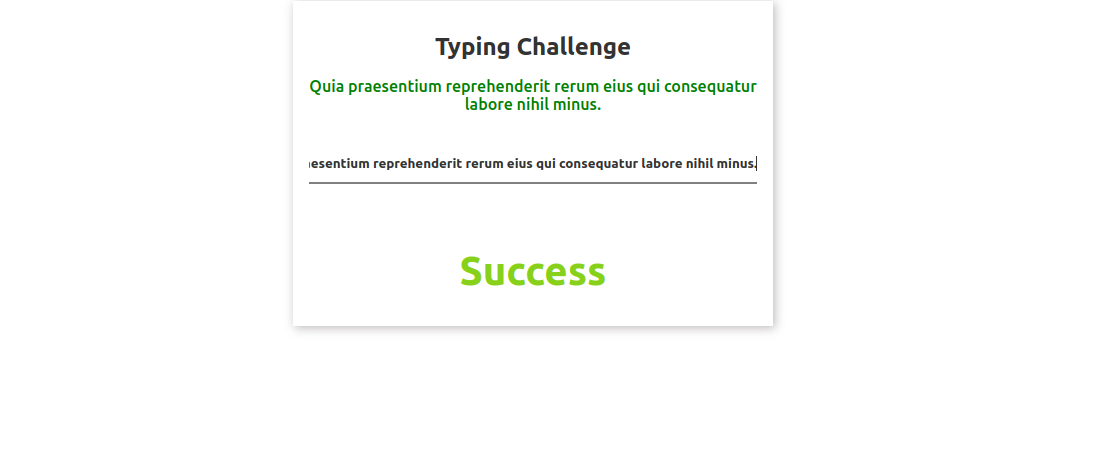 Typing Challenge
Quia praesentium reprehenderit rerum eius qui consequatur
labore nihil minus.
esentium reprehenderit rerum eius qui consequatur labore nihil minus.
Success